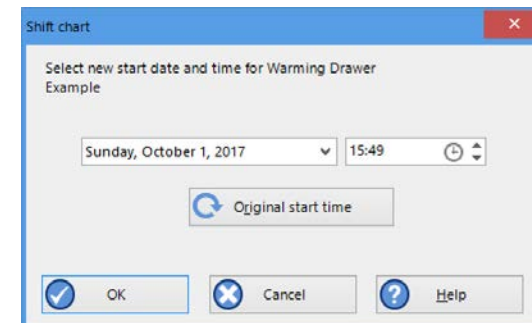 Shift chart
Select new start date and time for Warming Drawer
Example
Sunday, October 1, 2017 15:49
Original start time
OK Cancel Help